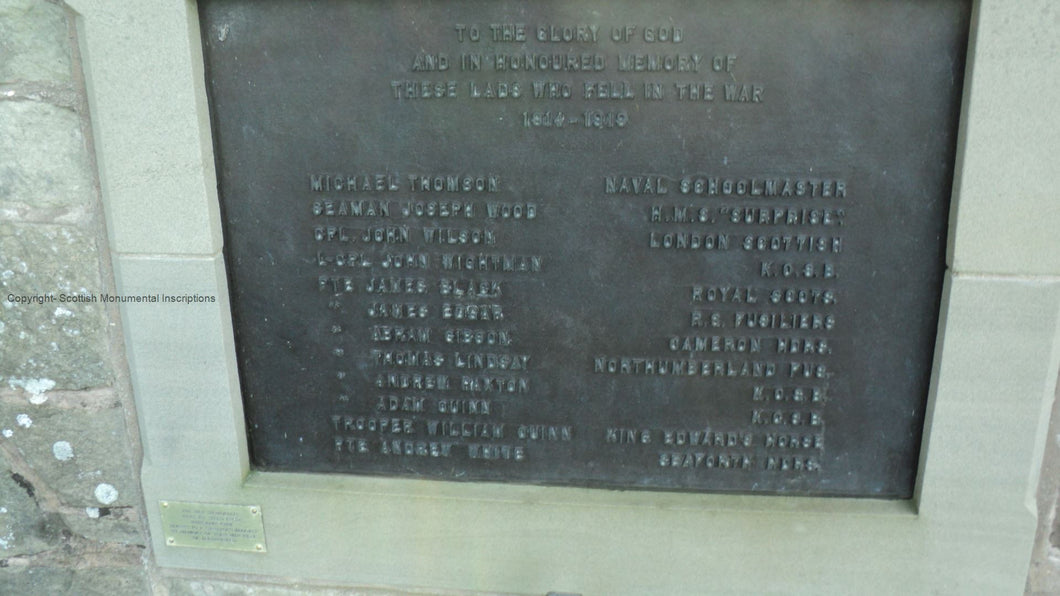 TO THE GLORY OF GOD
AND IN HONOURED MEMORY OF
THESE LADS WHO FELL IN THE WAR
1914-1919
MICHAEL THOMSON NAVAL SCHOOLMASTER
SEAMAN JOSEPH WOOD H.M.S. "SURPRISE"
CPL. JOHN WILSON LONDON SCOTTISH
L-CPL JOHN WIGHTMAN K.O.S.B.
PTE JAMES BLACK ROYAL SCOTS.
" JAMES EDGAR R.S. FUSILIERS
" ABRAM GIBSON CAMERON HDRS.
" THOMAS LINDSAY NORTHUMBERLAND FUS.
" ANDREW PAXTON K.O.S.B.
" ADAM GUINN K.O.S.B.
TROOPER WILLIAM GUINN KING EDWARD'S HORSE
PTE ANDREW WHITE SEAFORTH HDRS.
Copyright- Scottish Monumental Inscriptions